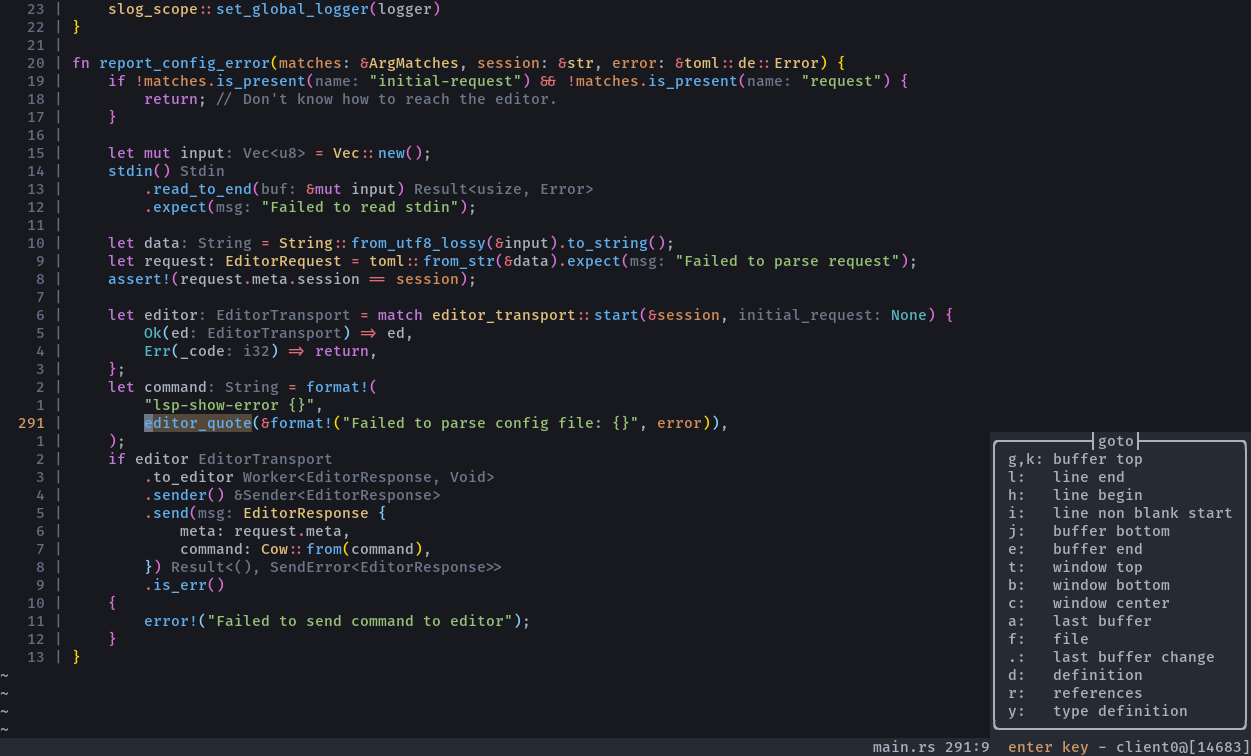 23 |     slog_scope::set_global_logger(logger)
22 | }
21 |
20 | fn report_config_error(matches: &ArgMatches, session: &str, error: &toml::de::Error) {
19 |     if !matches.is_present(name: "initial-request") && !matches.is_present(name: "request") {
18 |         return; // Don't know how to reach the editor.
17 |     }
16 |
15 |     let mut input: Vec<u8> = Vec::new();
14 |     stdin() Stdin
13 |         .read_to_end(buf: &mut input) Result<usize, Error>
12 |         .expect(msg: "Failed to read stdin");
11 |
10 |     let data: String = String::from_utf8_lossy(&input).to_string();
9 |     let request: EditorRequest = toml::from_str(&data).expect(msg: "Failed to parse request");
8 |     assert!(request.meta.session == session);
7 |
6 |     let editor: EditorTransport = match editor_transport::start(&session, initial_request: None) {
5 |         Ok(ed: EditorTransport) => ed,
4 |         Err(_code: i32) => return,
3 |     };
2 |     let command: String = format!(
1 |         "lsp-show-error {}",
291 |         editor_quote(&format!("Failed to parse config file: {}", error)),
1 |     );
2 |     if editor EditorTransport
3 |         .to_editor Worker<EditorResponse, Void>
4 |         .sender() &Sender<EditorResponse>
5 |         .send(msg: EditorResponse {
6 |             meta: request.meta,
7 |             command: Cow::from(command),
8 |         }) Result<(), SendError<EditorResponse>>
9 |         .is_err()
10 |     {
11 |         error!("Failed to send command to editor");
12 |     }
13 | }
~
~
~
~
goto
g,k: buffer top
l: line end
h: line begin
i: line non blank start
j: buffer bottom
e: buffer end
t: window top
b: window bottom
c: window center
a: last buffer
f: file
.: last buffer change
d: definition
r: references
y: type definition
main.rs 291:9 enter key - client0@[14683]